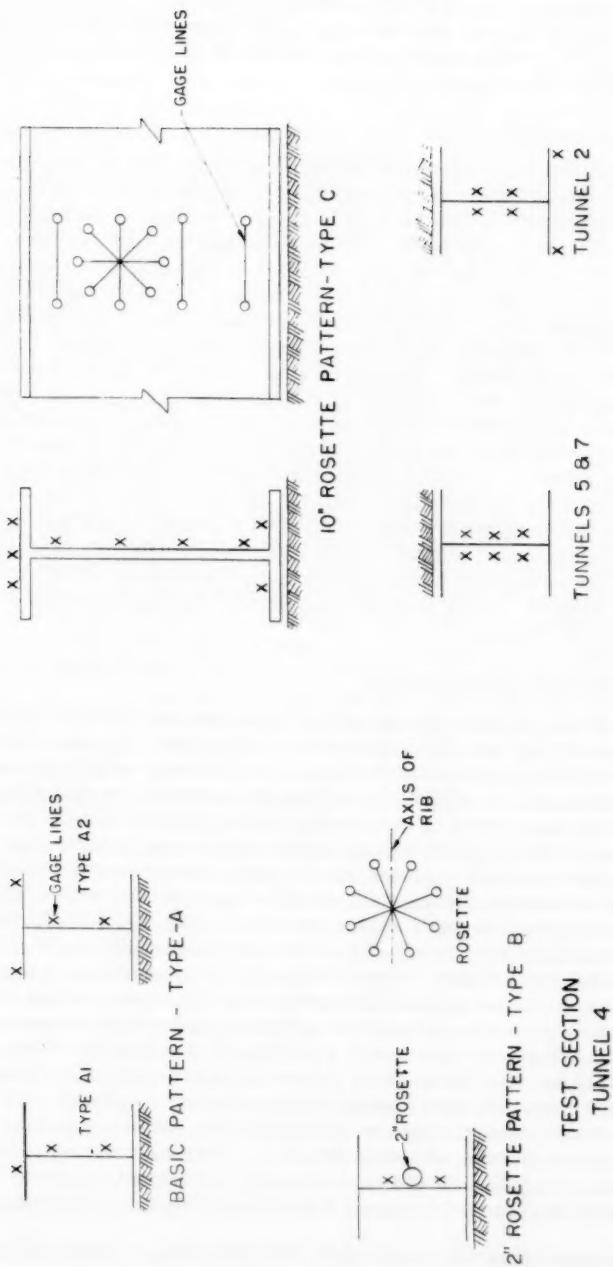 TYPE A1
GAGE LINES
TYPE A2
BASIC PATTERN - TYPE-A
GAGE LINES
10" ROSETTE PATTERN-TYPE C
2" ROSETTE
AXIS OF
RIB
ROSETTE
2" ROSETTE PATTERN - TYPE B
TEST SECTION
TUNNEL 4
TUNNELS 5 & 7
TUNNEL 2